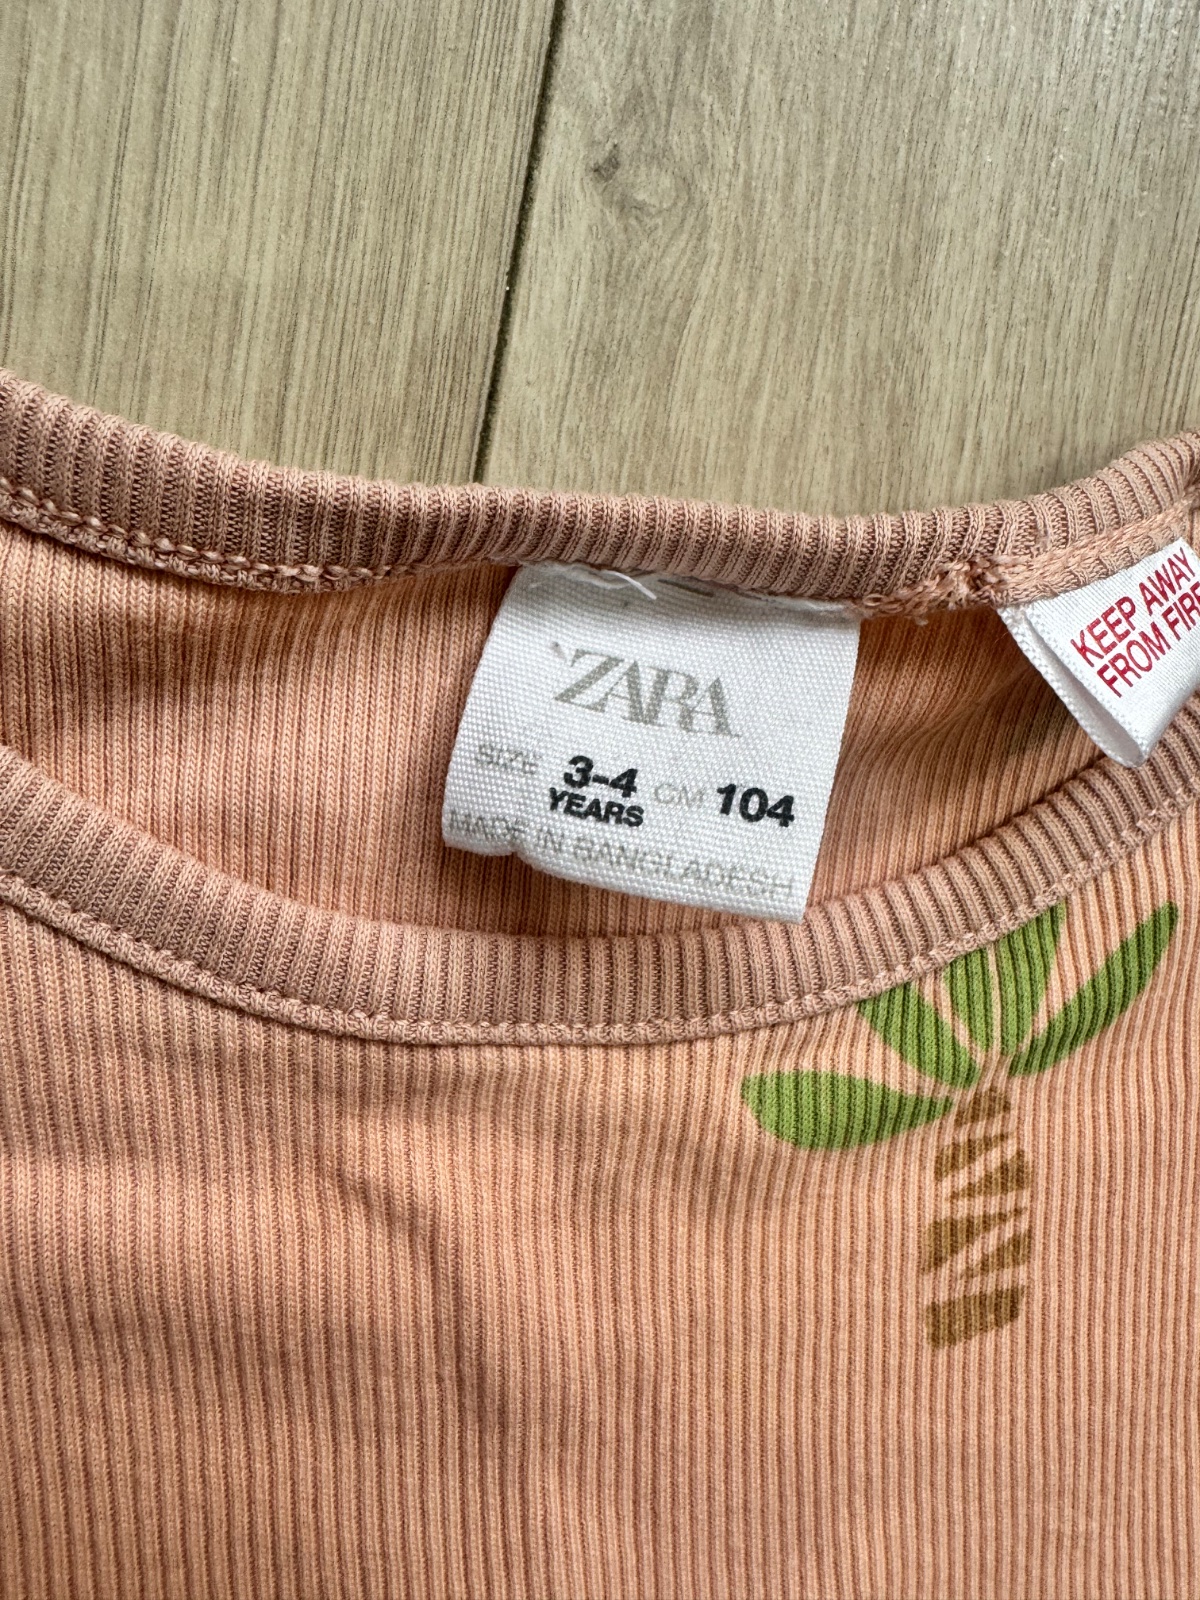 ZARA
SIZE 3-4 YEARS CM 104
MADE IN BANGLADESH
KEEP AWAY
FROM FIRE